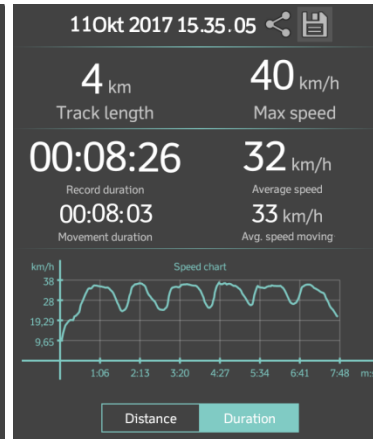 11Okt 2017 15.35.05
4 km 40 km/h
Track length Max speed
00:08:26 32 km/h
Record duration Average speed
00:08:03 33 km/h
Movement duration Avg. speed moving
km/h Speed chart
38
28
19,29
9,65
1:06 2:13 3:20 4:27 5:34 6:41 7:48 m:s
Distance Duration